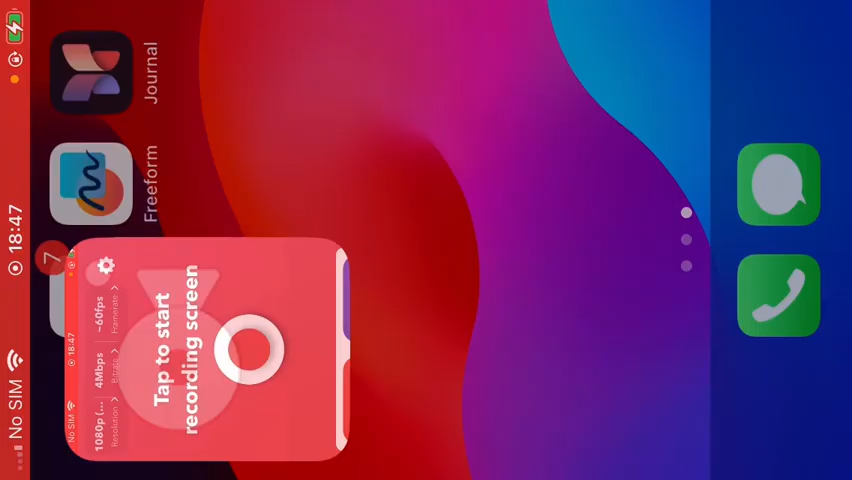 No SIM 18:47
Journal
Freeform
7
No SIM 18:47
1080p (... 4Mbps ~60fps
Resolution Bitrate Framerate
Tap to start
recording screen